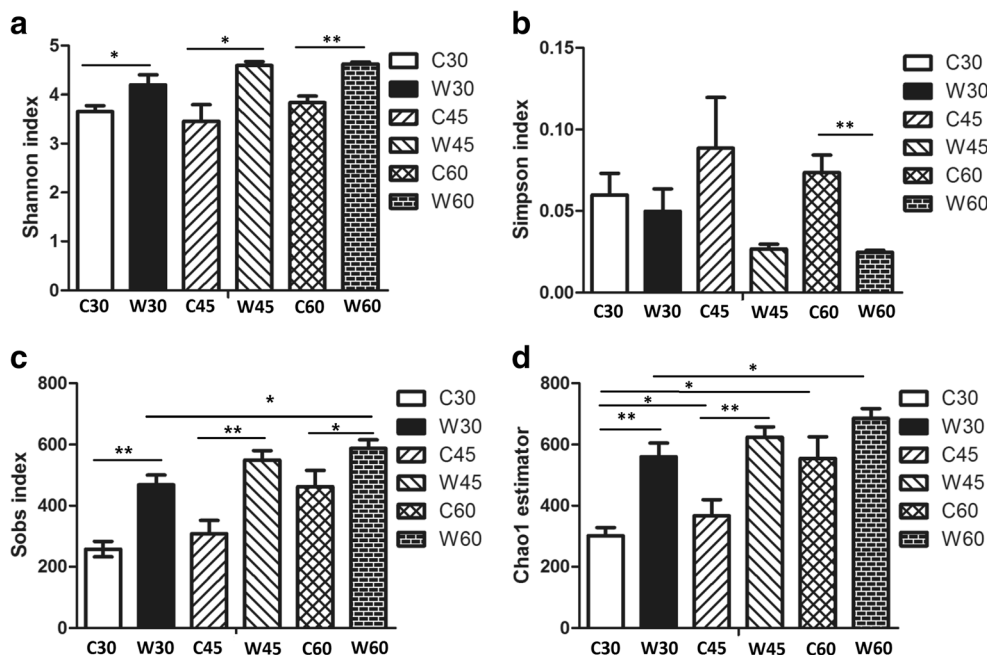 a
b
5
4
3
2
1
0
Shannon index
*
*
**
C30 W30 C45 W45 C60 W60
C30
W30
C45
W45
C60
W60
0.15
0.10
0.05
0.00
Simpson index
**
C30 W30 C45 W45 C60 W60
C30
W30
C45
W45
C60
W60
c
d
800
600
400
200
0
Sobs index
*
**
**
*
C30 W30 C45 W45 C60 W60
C30
W30
C45
W45
C60
W60
800
600
400
200
0
Chao1 estimator
*
*
*
**
**
C30 W30 C45 W45 C60 W60
C30
W30
C45
W45
C60
W60